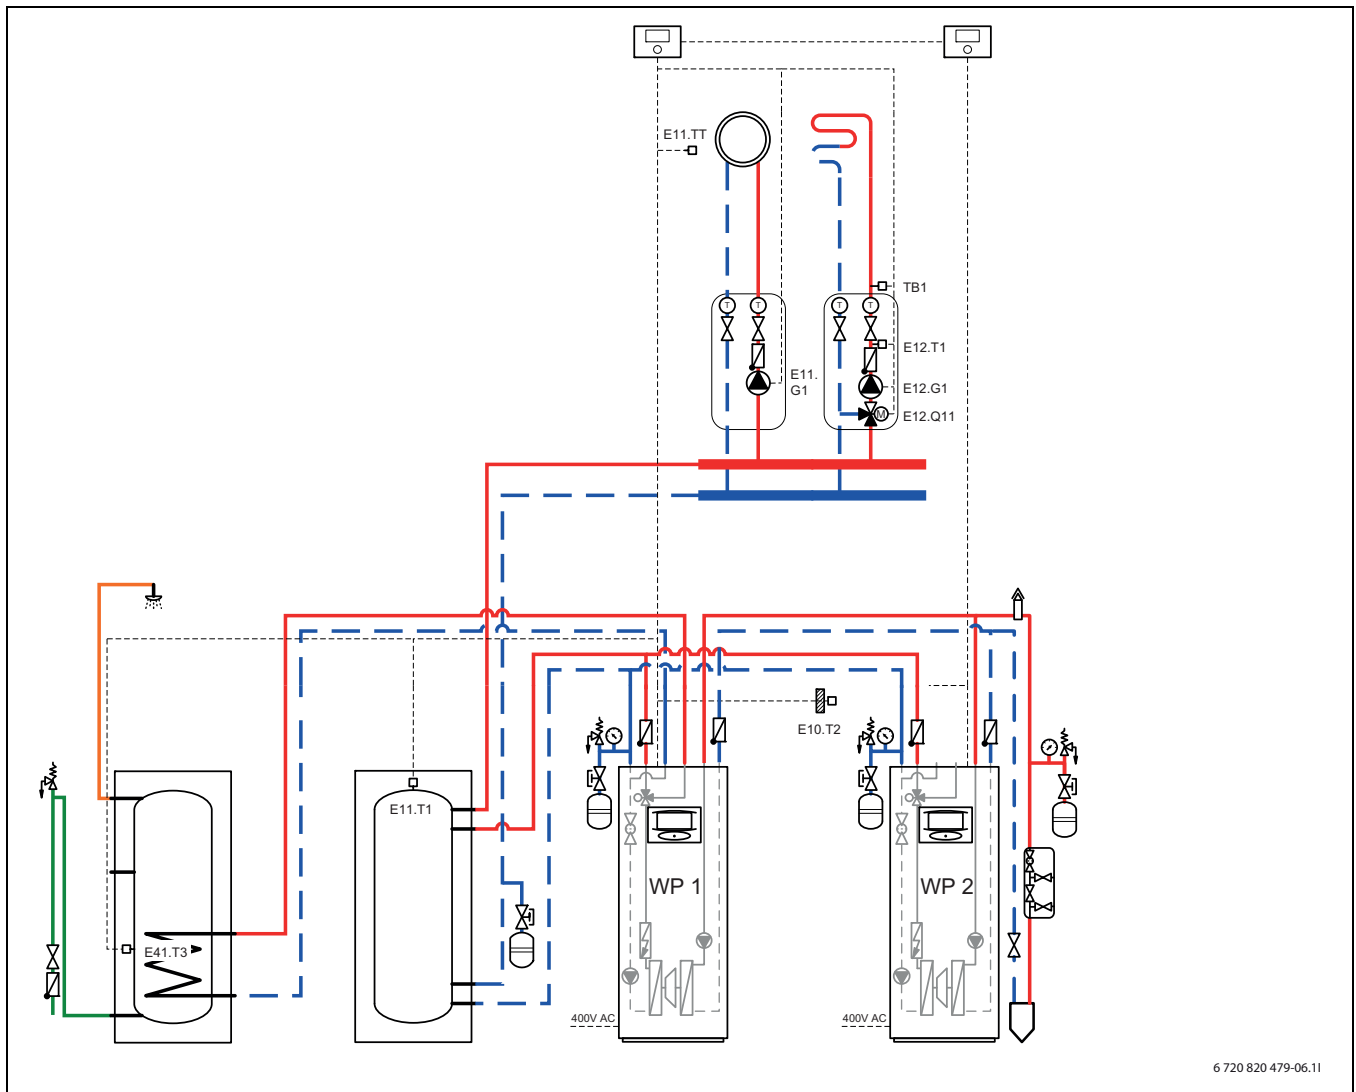 E11.TT
TB1
T
T
T
T
E12.T1
E11.
G1
E12.G1
M
E12.Q11
E10.T2
E11.T1
WP 1
WP 2
E41.T3
400V AC
400V AC
6 720 820 479-06.1I